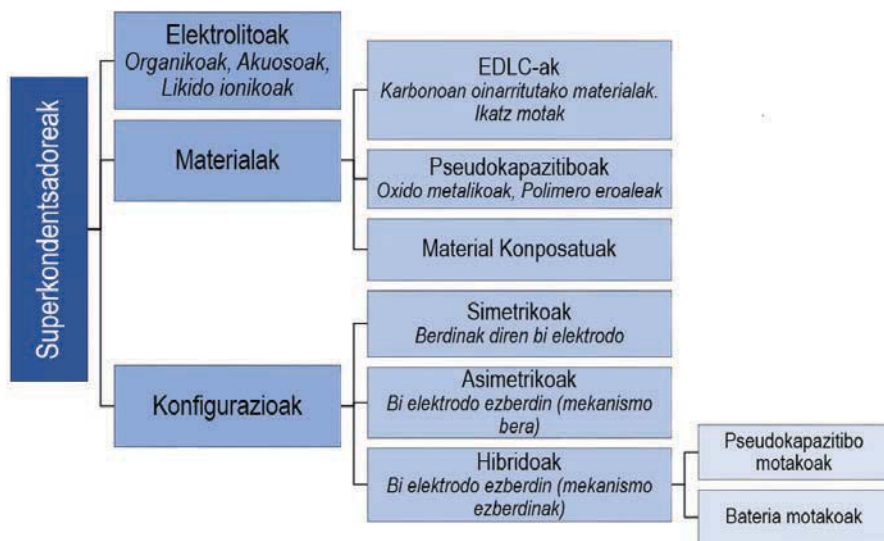 Superkondentsadoreak
Elektrolitoak
Organikoak, Akuosoak,
Likido ionikoak
Materialak
EDLC-ak
Karbonoan oinarritutako materialak.
Ikatz motak
Pseudokapazitiboak
Oxido metalikoak, Polimero eroaleak
Material Konposatuak
Konfigurazioak
Simetrikoak
Berdinak diren bi elektrodo
Asimetrikoak
Bi elektrodo ezberdin (mekanismo
bera)
Hibridoak
Bi elektrodo ezberdin (mekanismo
ezberdinak)
Pseudokapazitibo
motakoak
Bateria motakoak